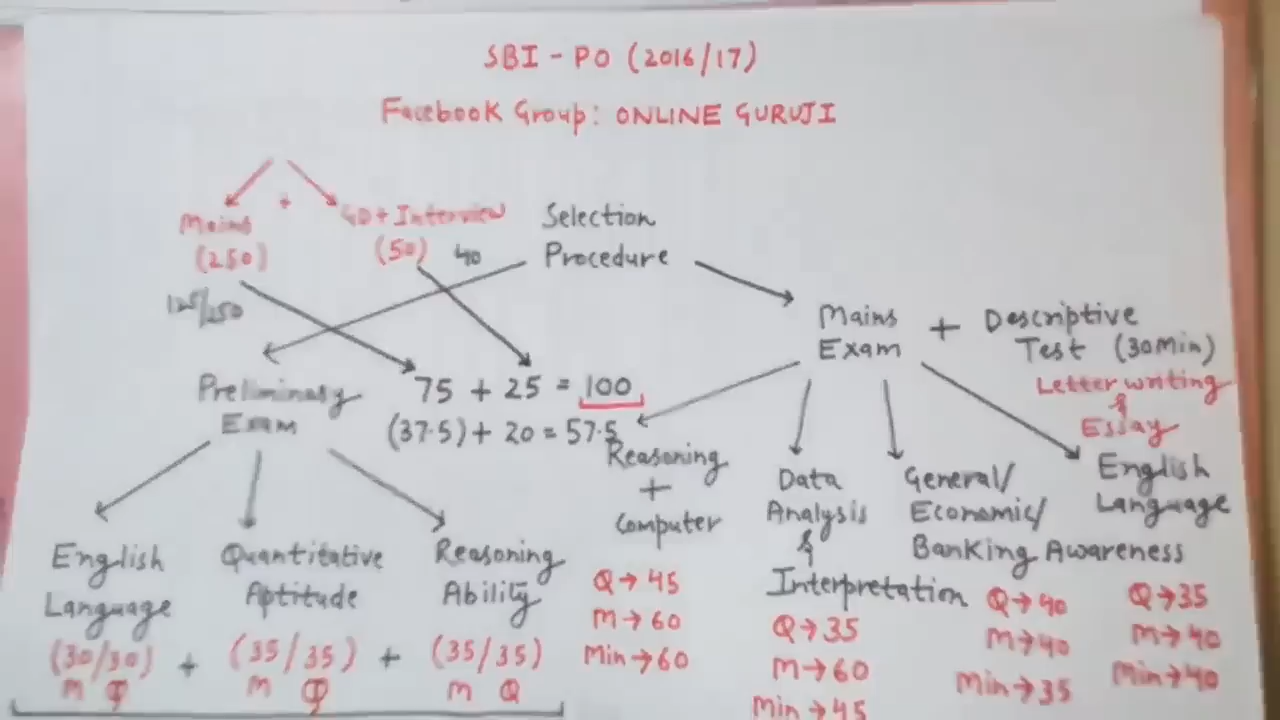 SBI - PO (2016/17)
Facebook Group: ONLINE GURUJI
Mains + GD + Interview
(250) (50) 40
125/250
Selection
Procedure
Preliminary
Exam
75 + 25 = 100
(37.5) + 20 = 57.5
Mains + Descriptive
Exam Test (30Min)
Letter writing
&
Essay
English
Language
(30/30)
M Q
+
Quantitative
Aptitude
(35/35)
M Q
+
Reasoning
Ability
(35/35)
M Q
Reasoning
+
Computer
Q→45
M→60
Min→60
Data
Analysis
&
Interpretation
Q→35
M→60
Min→45
General/
Economic/
Banking Awareness
Q→40
M→40
Min→35
English
Language
Q→35
M→40
Min→40